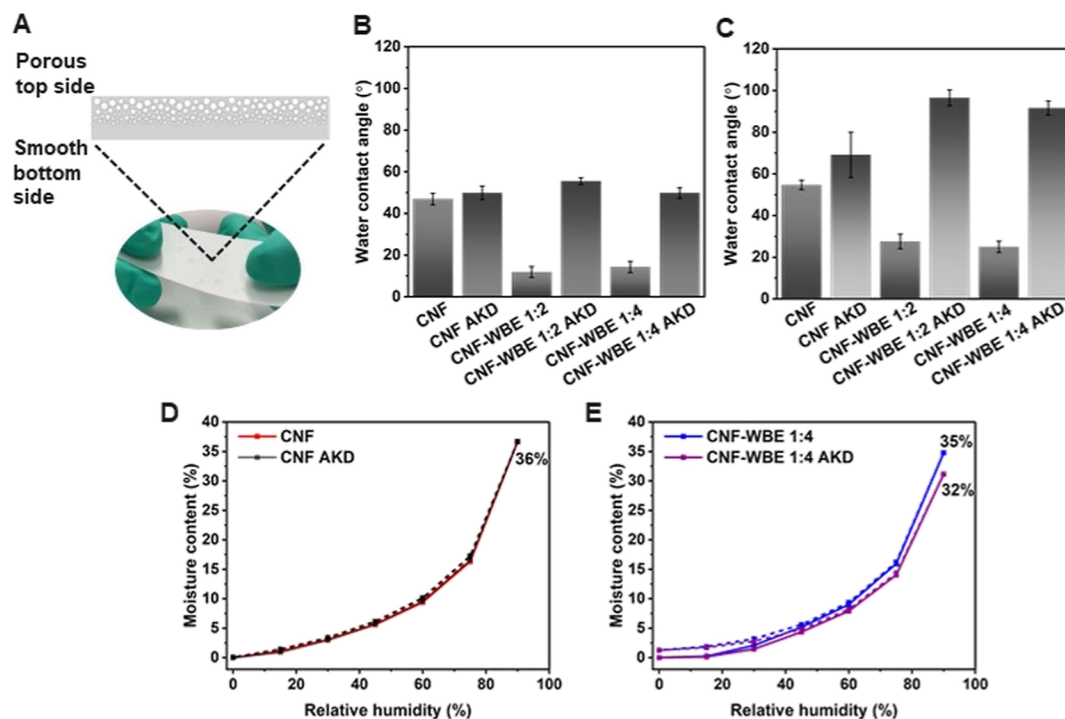 A
Porous
top side
Smooth
bottom
side
B
Water contact angle (°)
120
100
80
60
40
20
0
CNF
CNF AKD
CNF-WBE 1:2
CNF-WBE 1:2 AKD
CNF-WBE 1:4
CNF-WBE 1:4 AKD
C
Water contact angle (°)
120
100
80
60
40
20
0
CNF
CNF AKD
CNF-WBE 1:2
CNF-WBE 1:2 AKD
CNF-WBE 1:4
CNF-WBE 1:4 AKD
D
Moisture content (%)
40
35
30
25
20
15
10
5
0
CNF
CNF AKD
36%
0 20 40 60 80 100
Relative humidity (%)
E
Moisture content (%)
40
35
30
25
20
15
10
5
0
CNF-WBE 1:4
CNF-WBE 1:4 AKD
35%
32%
0 20 40 60 80 100
Relative humidity (%)